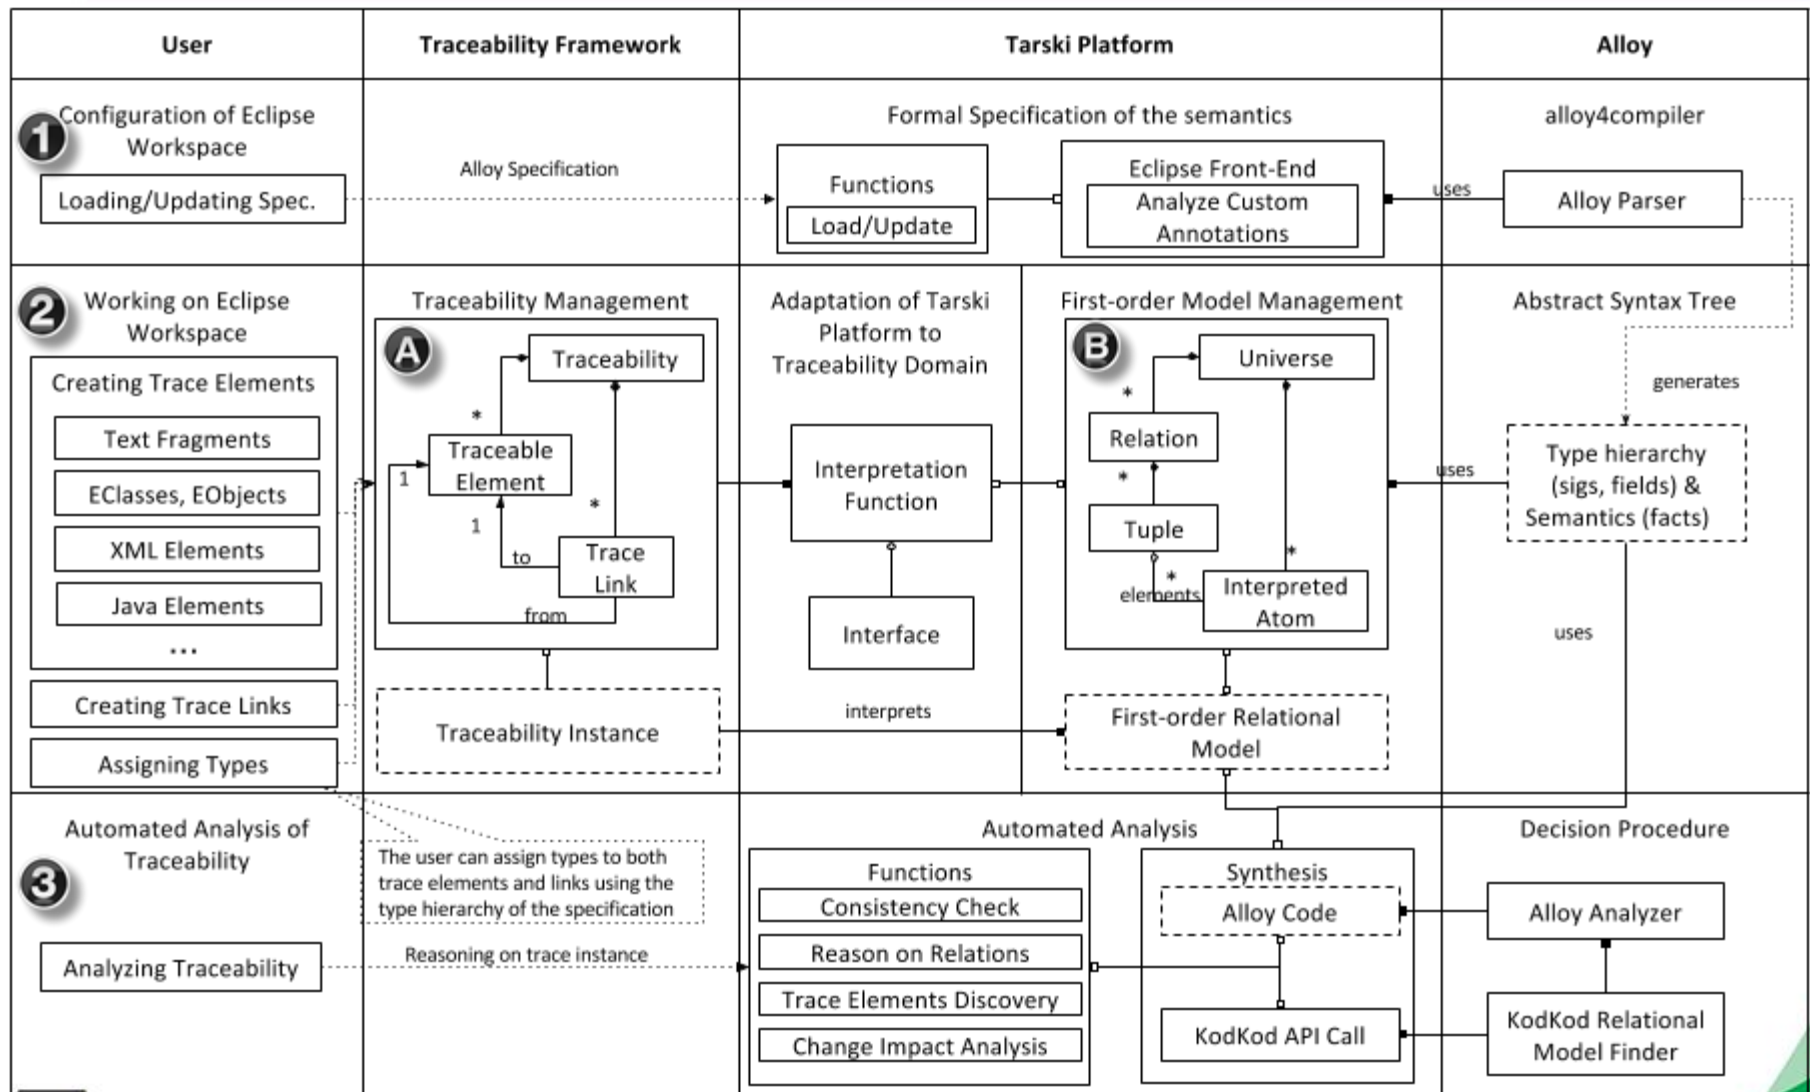 User
Traceability Framework
Tarski Platform
Alloy
1
Configuration of Eclipse
Workspace
Loading/Updating Spec.
Alloy Specification
Formal Specification of the semantics
Functions
Load/Update
Eclipse Front-End
Analyze Custom
Annotations
uses
alloy4compiler
Alloy Parser
2
Working on Eclipse
Workspace
Creating Trace Elements
Text Fragments
EClasses, EObjects
XML Elements
Java Elements
...
Creating Trace Links
Assigning Types
Traceability Management
A
Traceability
*
Traceable
Element
1
1
*
to
Trace
Link
from
Traceability Instance
Adaptation of Tarski
Platform to
Traceability Domain
Interpretation
Function
Interface
interprets
First-order Model Management
B
Universe
*
Relation
*
Tuple
*
*
elements
Interpreted
Atom
First-order Relational
Model
uses
Abstract Syntax Tree
generates
Type hierarchy
(sigs, fields) &
Semantics (facts)
uses
3
Automated Analysis of
Traceability
Analyzing Traceability
The user can assign types to both
trace elements and links using the
type hierarchy of the specification
Reasoning on trace instance
Automated Analysis
Functions
Consistency Check
Reason on Relations
Trace Elements Discovery
Change Impact Analysis
Synthesis
Alloy Code
KodKod API Call
Decision Procedure
Alloy Analyzer
KodKod Relational
Model Finder